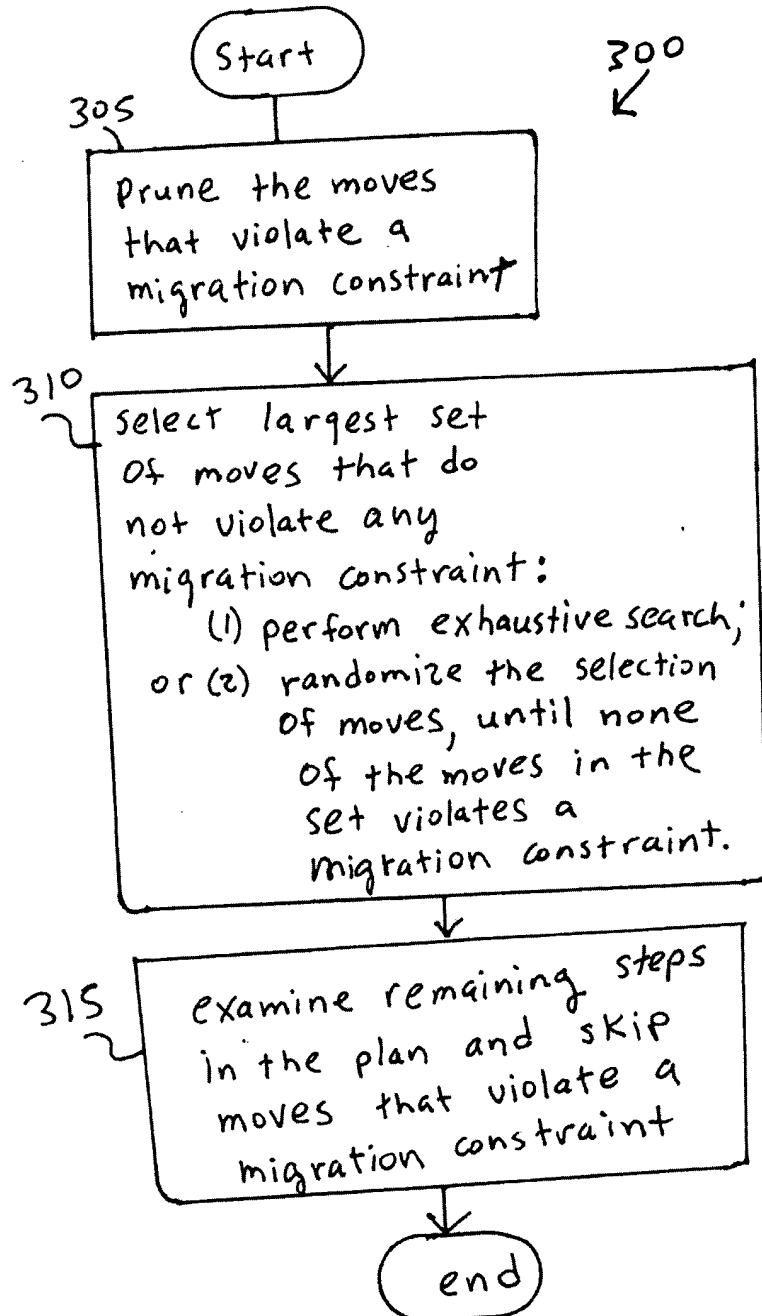 Start
300
305
Prune the moves
that violate a
migration constraint
310
select largest set
of moves that do
not violate any
migration constraint:
(1) perform exhaustive search;
or (2) randomize the selection
of moves, until none
of the moves in the
set violates a
migration constraint.
315
examine remaining steps
in the plan and skip
moves that violate a
migration constraint
end